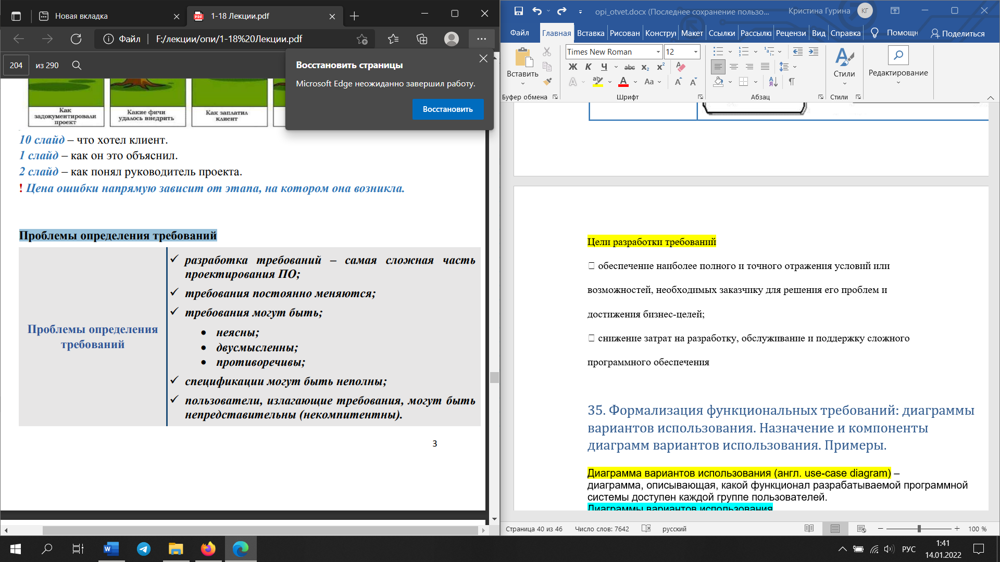 Новая вкладка
1-18 Лекции.pdf
Файл
F:/лекции/опи/1-18%20Лекции.pdf
204 из 290
Восстановить страницы
Microsoft Edge неожиданно завершил работу.
Восстановить
Как задокументировали проект
Какие фичи удалось внедрить
Как заплатил клиент
10 слайд – что хотел клиент.
1 слайд – как он это объяснил.
2 слайд – как понял руководитель проекта.
! Цена ошибки напрямую зависит от этапа, на котором она возникла.
Проблемы определения требований
Проблемы определения
требований
✓ разработка требований – самая сложная часть
проектирования ПО;
✓ требования постоянно меняются;
✓ требования могут быть;
• неясны;
• двусмысленны;
• противоречивы;
✓ спецификации могут быть неполны;
✓ пользователи, излагающие требования, могут быть
непредставительны (некомпитентны).
3
opi_otvet.docx (Последнее сохранение пользо...
Кристина Гурина
КГ
Файл Главная Вставка Рисован Констру Макет Ссылки Рассылкі Рецензи Вид Справка Помощн Поделиться
Вставить
Times New Roman 12
Ж К Ч abc x₂ x²
A ab A Aa A A
Стили
Редактирование
Буфер обмена Шрифт Абзац Стили
Цели разработки требований
обеспечение наиболее полного и точного отражения условий или
возможностей, необходимых заказчику для решения его проблем и
достижения бизнес-целей;
снижение затрат на разработку, обслуживание и поддержку сложного
программного обеспечения
35. Формализация функциональных требований: диаграммы
вариантов использования. Назначение и компоненты
диаграмм вариантов использования. Примеры.
Диаграмма вариантов использования (англ. use-case diagram) –
диаграмма, описывающая, какой функционал разрабатываемой программной
системы доступен каждой группе пользователей.
Диаграммы вариантов использования
Страница 40 из 46 Число слов: 7642 русский
100 %
РУС
1:41
14.01.2022